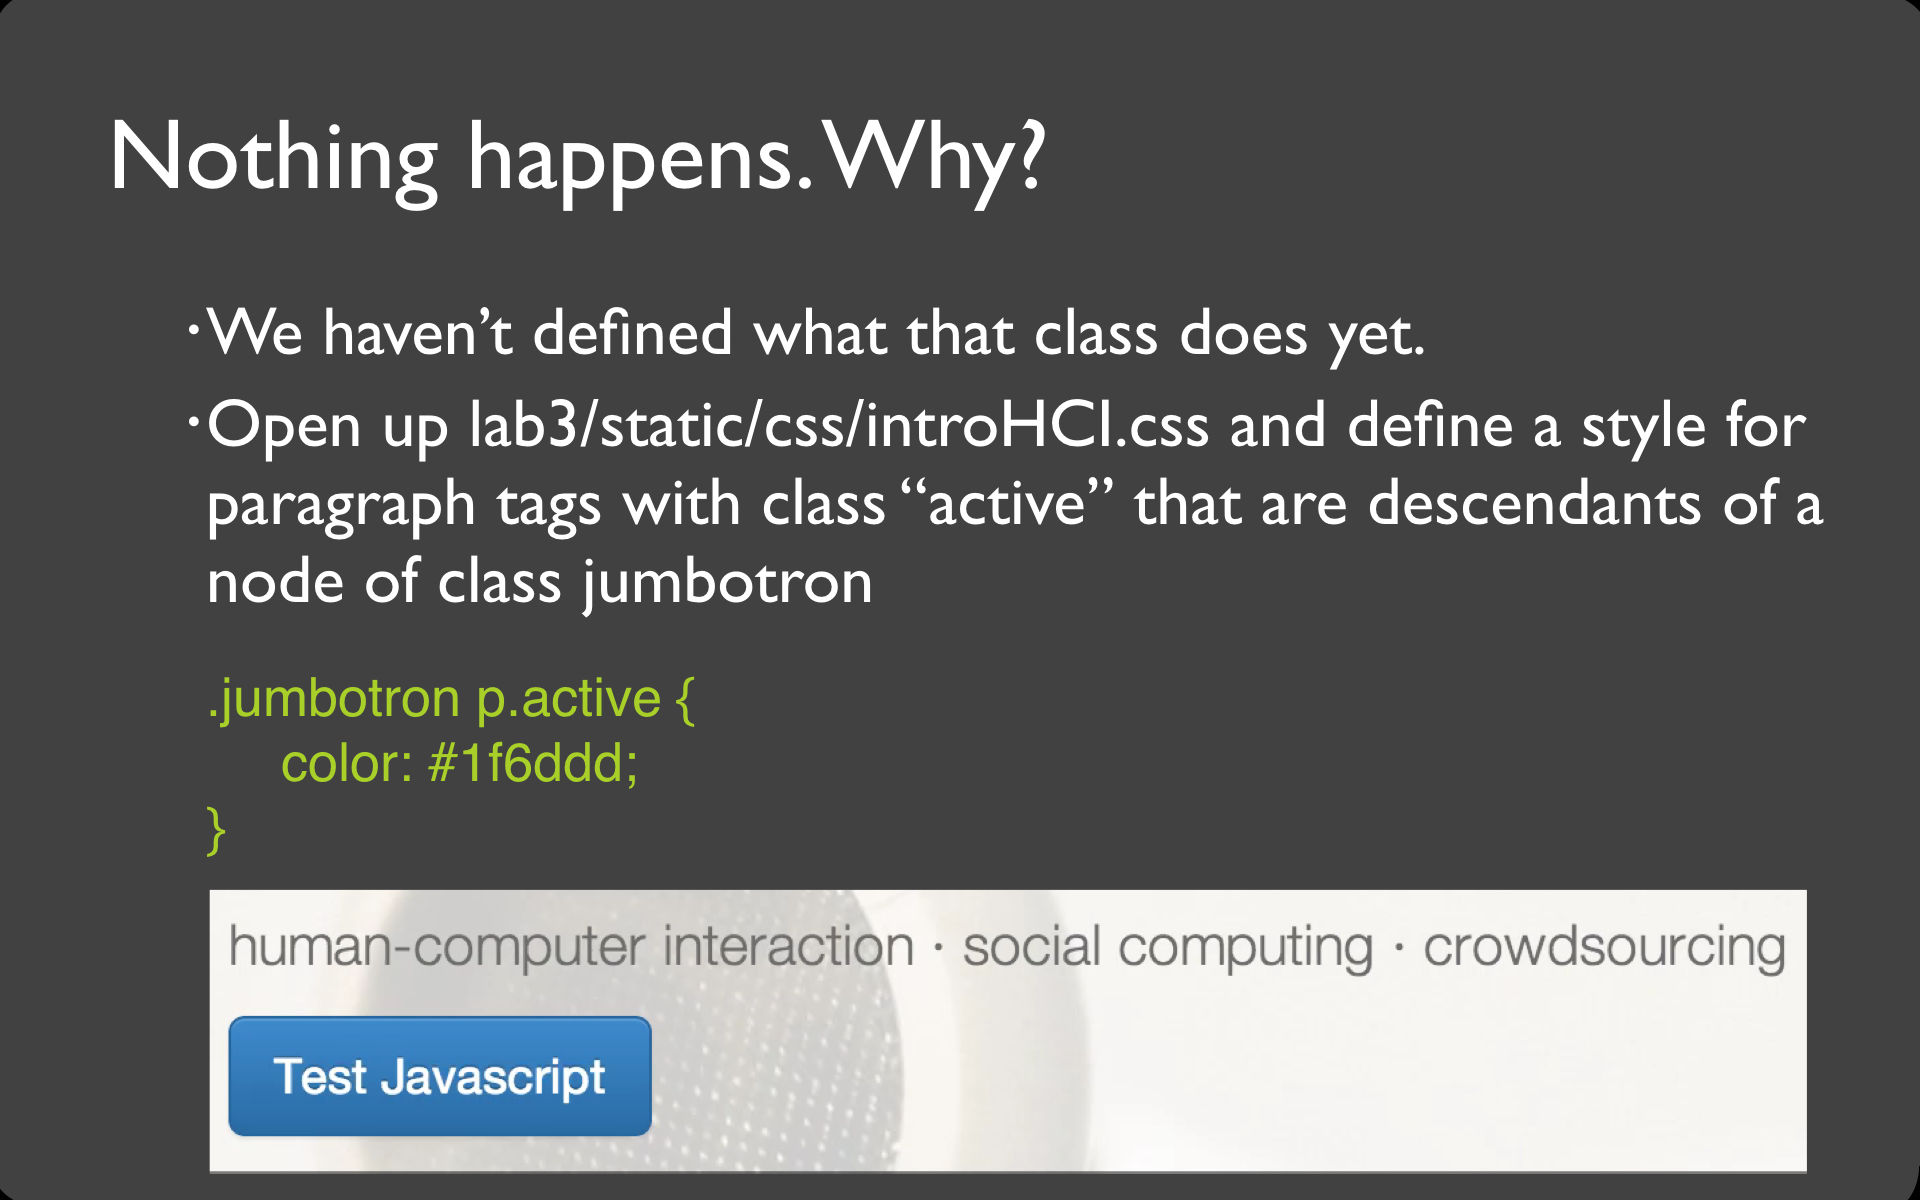 Nothing happens. Why?
·We haven’t defined what that class does yet.
·Open up lab3/static/css/introHCI.css and define a style for
paragraph tags with class “active” that are descendants of a
node of class jumbotron
.jumbotron p.active {
color: #1f6ddd;
}
human-computer interaction · social computing · crowdsourcing
Test Javascript